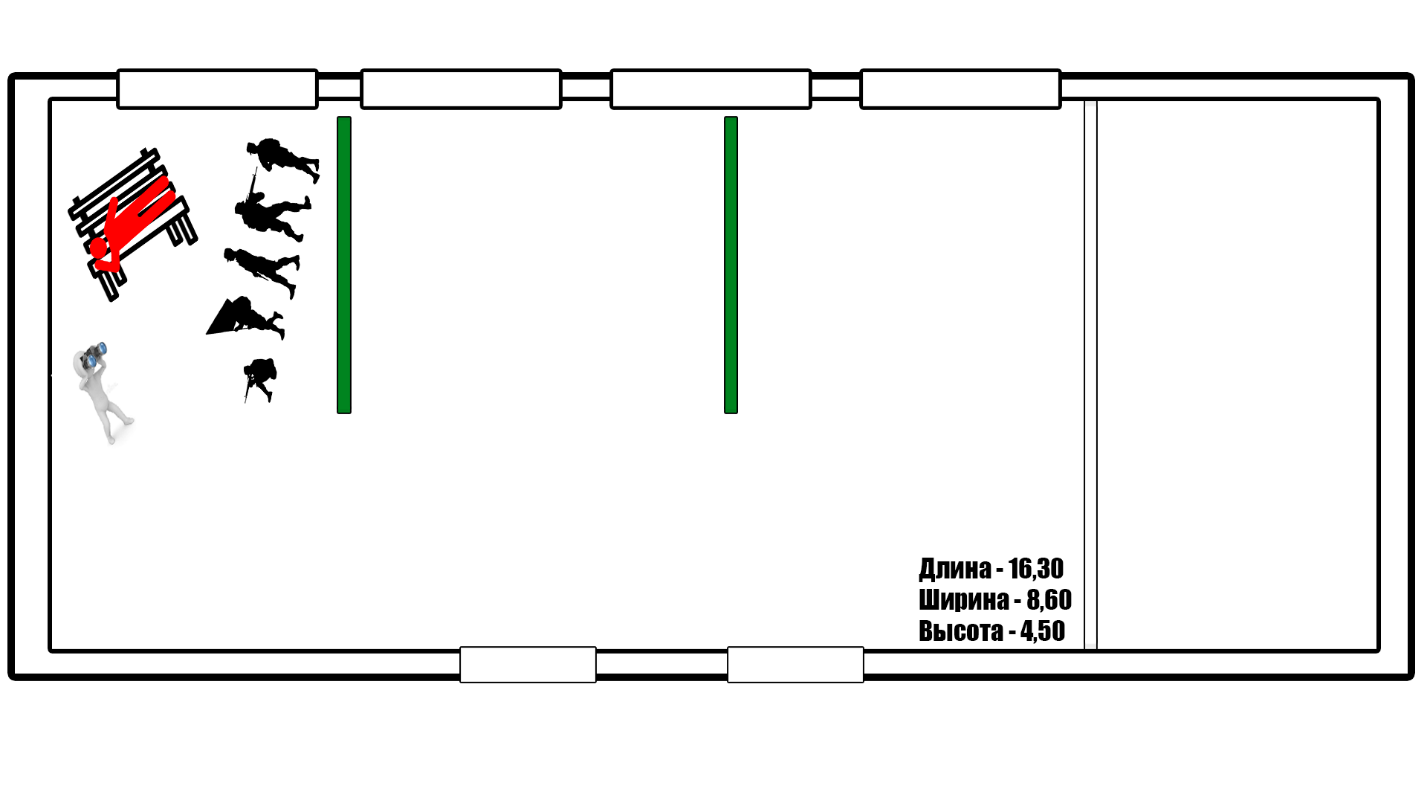 Длина - 16,30
Ширина - 8,60
Высота - 4,50